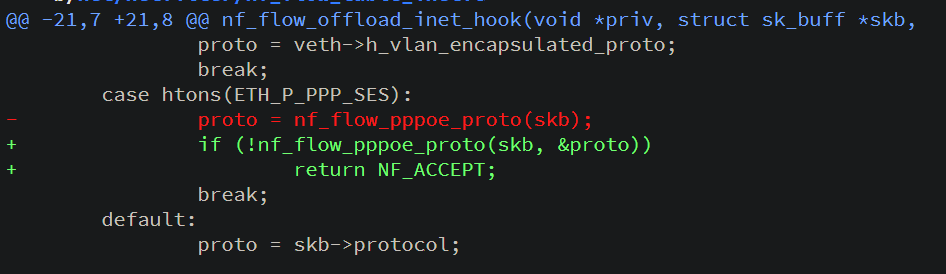 @@ -21,7 +21,8 @@ nf_flow_offload_inet_hook(void *priv, struct sk_buff *skb,
                proto = veth->h_vlan_encapsulated_proto;
                break;
        case htons(ETH_P_PPP_SES):
-               proto = nf_flow_pppoe_proto(skb);
+               if (!nf_flow_pppoe_proto(skb, &proto))
+                       return NF_ACCEPT;
                break;
        default:
                proto = skb->protocol;